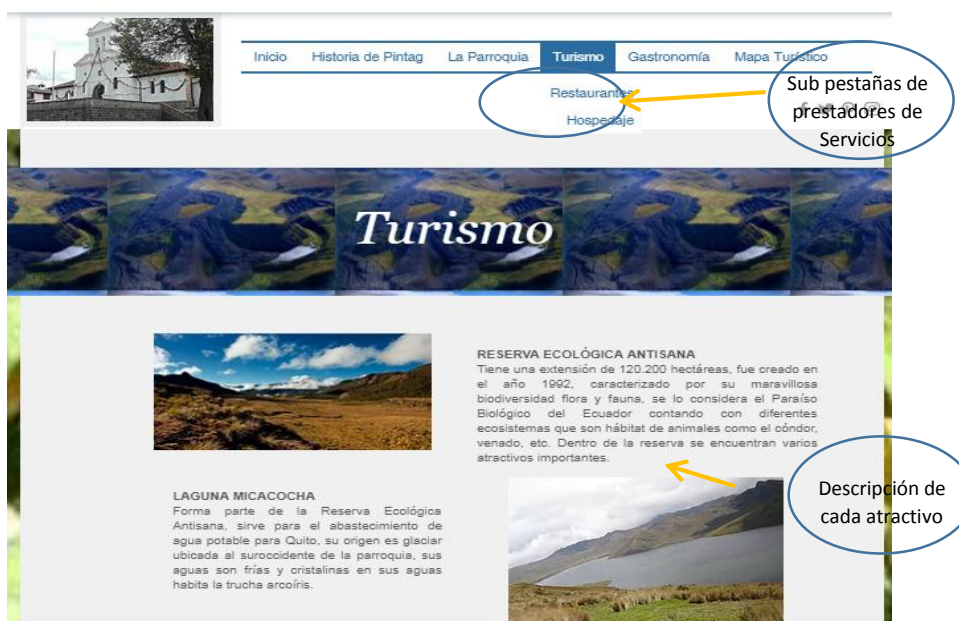 Inicio Historia de Pintag La Parroquia Turismo Gastronomía Mapa Turístico
Restaurantes
Hospedaje
Sub pestañas de
prestadores de
Servicios
Turismo
RESERVA ECOLÓGICA ANTISANA
Tiene una extensión de 120.200 hectáreas, fue creado en
el año 1992, caracterizado por su maravillosa
biodiversidad flora y fauna, se lo considera el Paraíso
Biológico del Ecuador contando con diferentes
ecosistemas que son hábitat de animales como el cóndor,
venado, etc. Dentro de la reserva se encuentran varios
atractivos importantes.
LAGUNA MICACOCHA
Forma parte de la Reserva Ecológica
Antisana, sirve para el abastecimiento de
agua potable para Quito, su origen es glaciar
ubicada al suroccidente de la parroquia, sus
aguas son frías y cristalinas en sus aguas
habita la trucha arcoíris.
Descripción de
cada atractivo